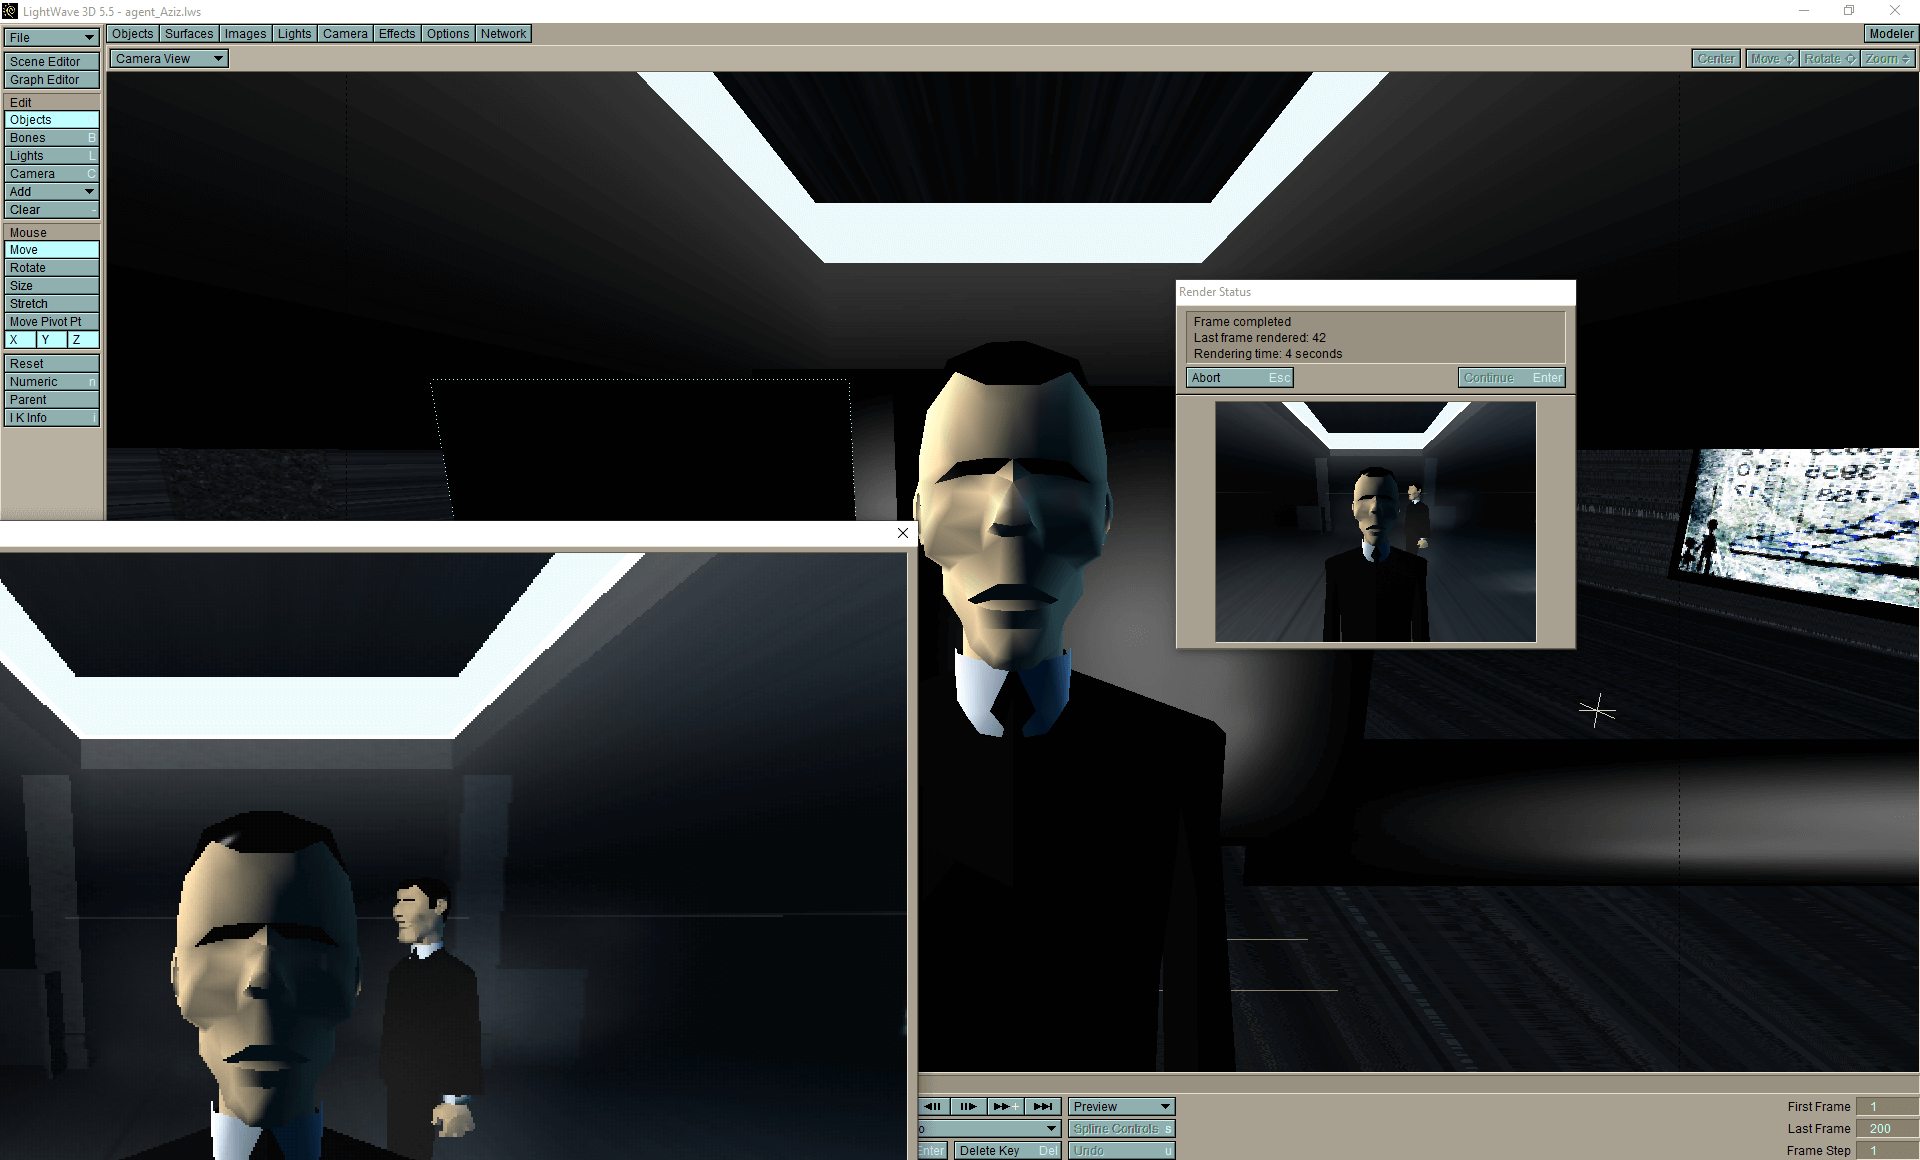 LightWave 3D 5.5 - agent_Aziz.lws
File
Objects Surfaces Images Lights Camera Effects Options Network
Modeler
Camera View
Center Move Rotate Zoom
Scene Editor
Graph Editor
Edit
Objects
Bones B
Lights L
Camera C
Add
Clear -
Mouse
Move
Rotate
Size
Stretch
Move Pivot Pt
X Y Z
Reset
Numeric n
Parent
I K Info i
Render Status
Frame completed
Last frame rendered: 42
Rendering time: 4 seconds
Abort Esc
Continue Enter
Preview
First Frame 1
o
Spline Controls s
Last Frame 200
Enter
Delete Key Del
Undo u
Frame Step 1